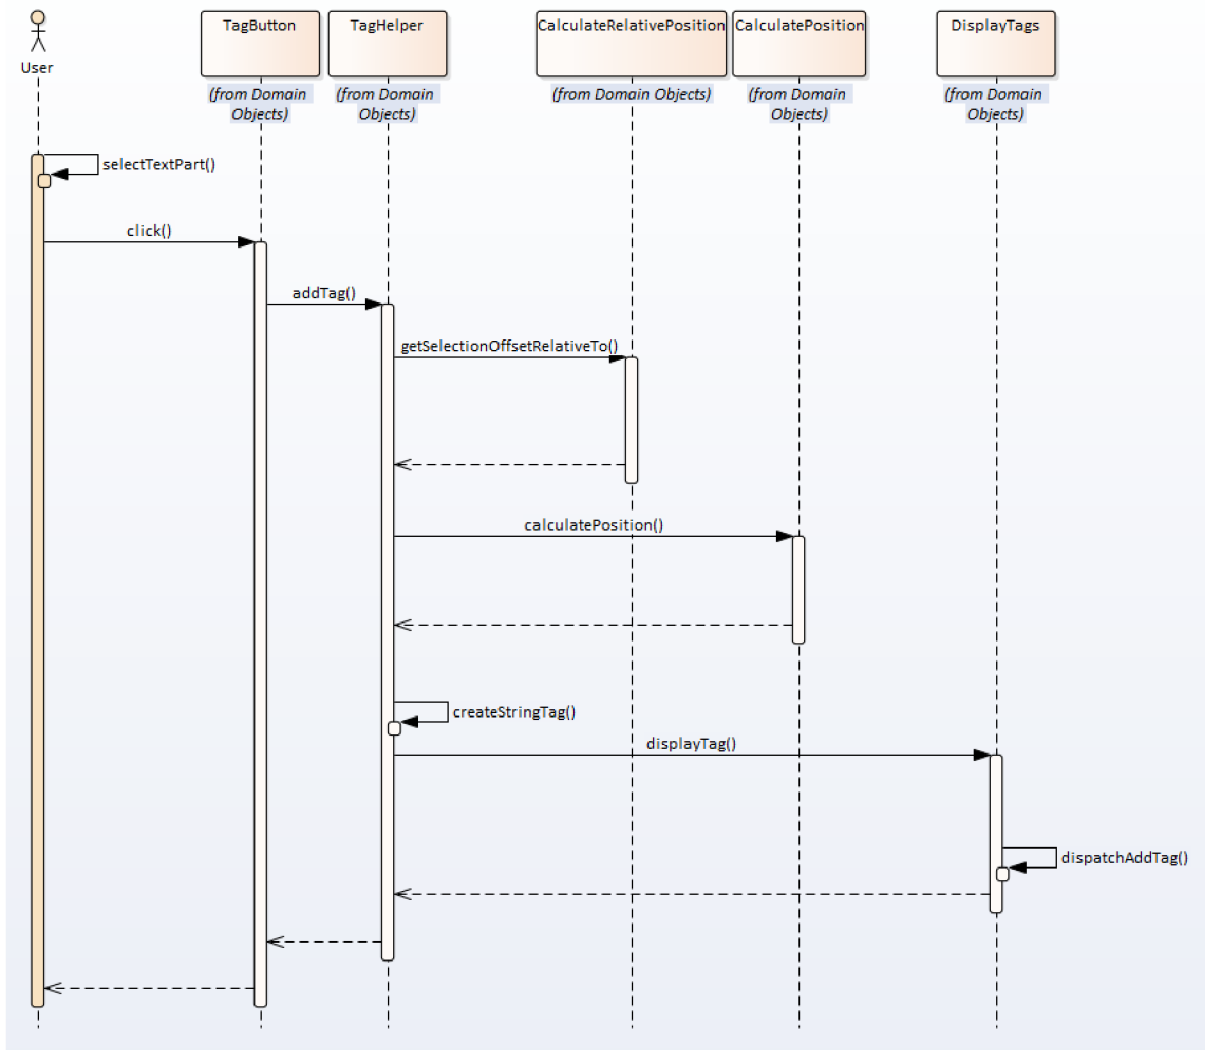 User
TagButton
TagHelper
CalculateRelativePosition
CalculatePosition
DisplayTags
(from Domain
Objects)
(from Domain
Objects)
(from Domain Objects)
(from Domain
Objects)
(from Domain
Objects)
selectTextPart()
click()
addTag()
getSelectionOffsetRelativeTo()
calculatePosition()
createStringTag()
displayTag()
dispatchAddTag()